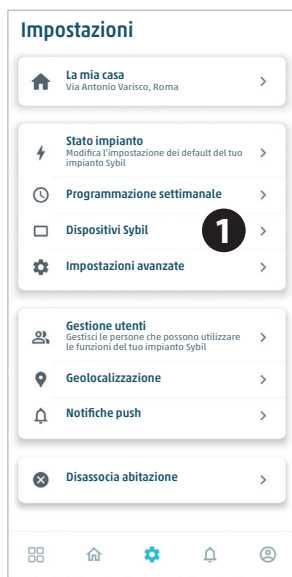 Impostazioni
La mia casa
Via Antonio Varisco, Roma
Stato impianto
Modifica l'impostazione dei default del tuo
impianto Sybil
Programmazione settimanale
Dispositivi Sybil
1
Impostazioni avanzate
Gestione utenti
Gestisci le persone che possono utilizzare
le funzioni del tuo impianto Sybil
Geolocalizzazione
Notifiche push
Disassocia abitazione